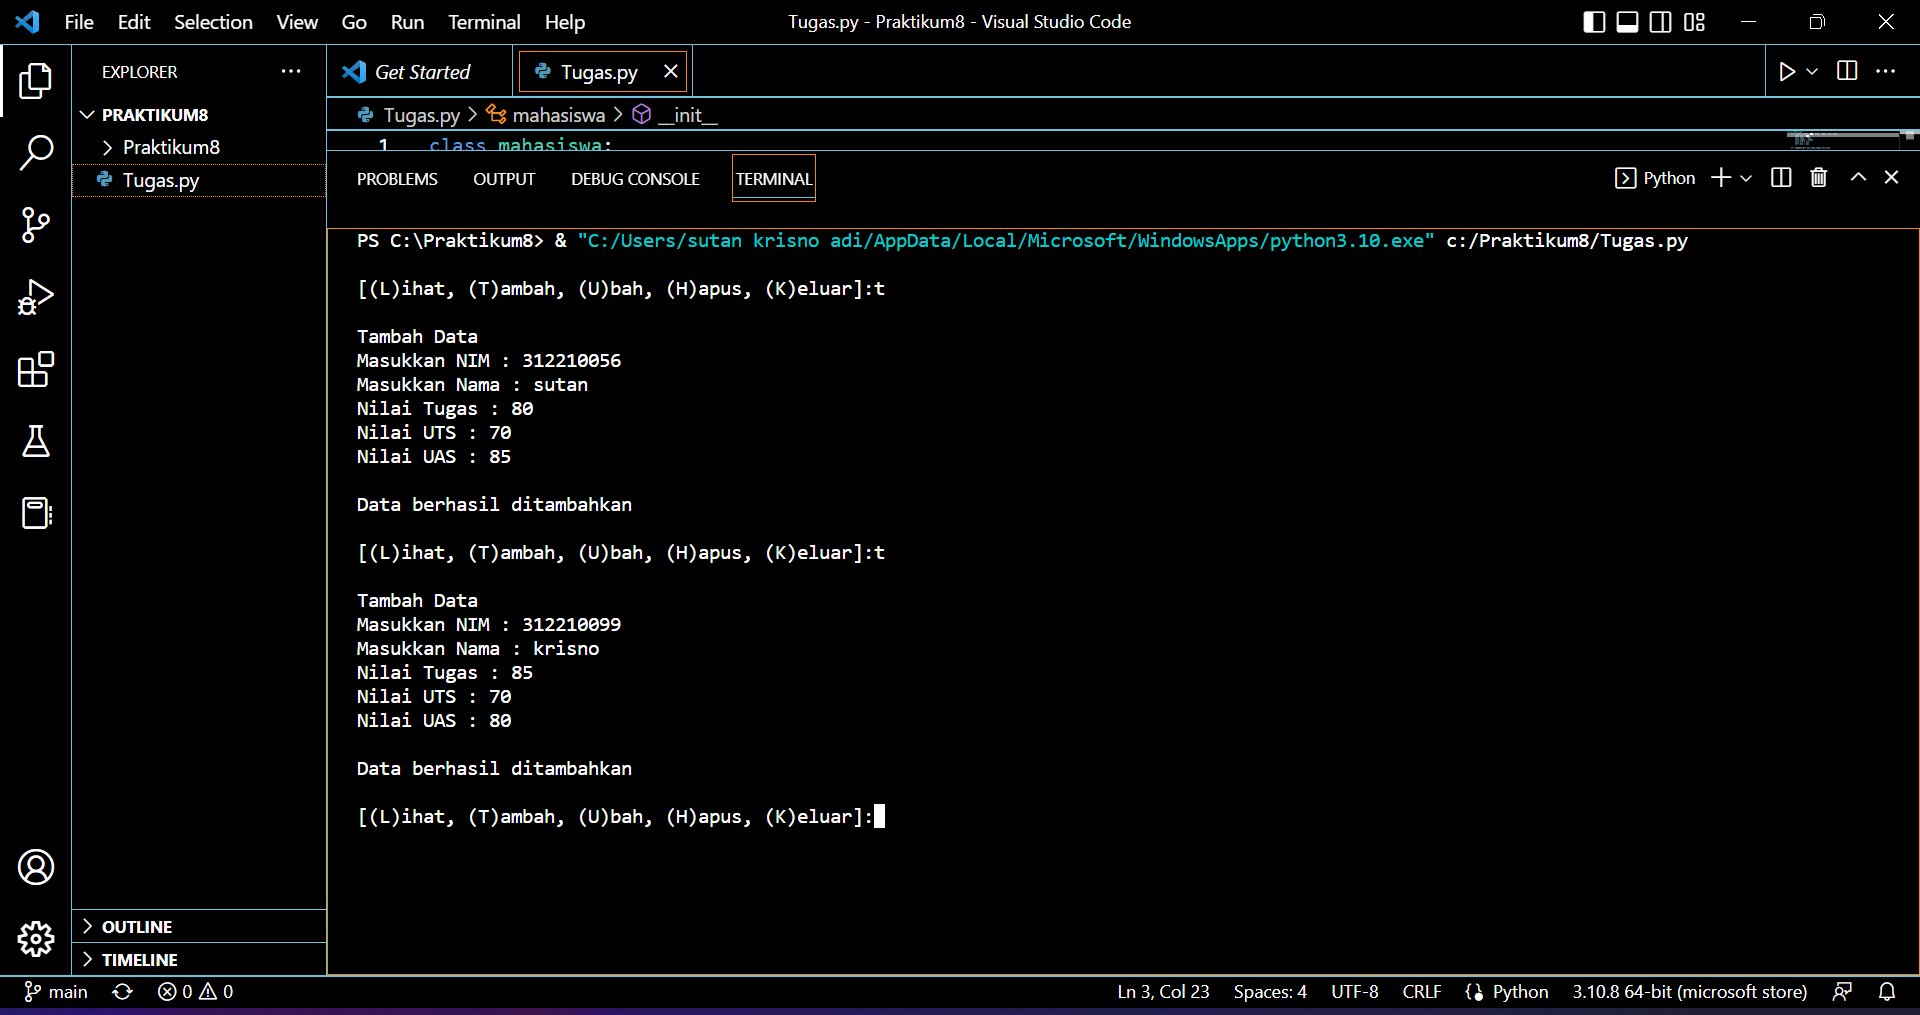 File Edit Selection View Go Run Terminal Help
Tugas.py - Praktikum8 - Visual Studio Code
EXPLORER
PRAKTIKUM8
Praktikum8
Tugas.py
OUTLINE
TIMELINE
Get Started
Tugas.py
Tugas.py > mahasiswa > __init__
1 class mahasiswa:
PROBLEMS OUTPUT DEBUG CONSOLE TERMINAL
Python
PS C:\Praktikum8> & "C:/Users/sutan krisno adi/AppData/Local/Microsoft/WindowsApps/python3.10.exe" c:/Praktikum8/Tugas.py
[(L)ihat, (T)ambah, (U)bah, (H)apus, (K)eluar]:t
Tambah Data
Masukkan NIM : 312210056
Masukkan Nama : sutan
Nilai Tugas : 80
Nilai UTS : 70
Nilai UAS : 85
Data berhasil ditambahkan
[(L)ihat, (T)ambah, (U)bah, (H)apus, (K)eluar]:t
Tambah Data
Masukkan NIM : 312210099
Masukkan Nama : krisno
Nilai Tugas : 85
Nilai UTS : 70
Nilai UAS : 80
Data berhasil ditambahkan
[(L)ihat, (T)ambah, (U)bah, (H)apus, (K)eluar]:
main 0 0
Ln 3, Col 23 Spaces: 4 UTF-8 CRLF Python 3.10.8 64-bit (microsoft store)